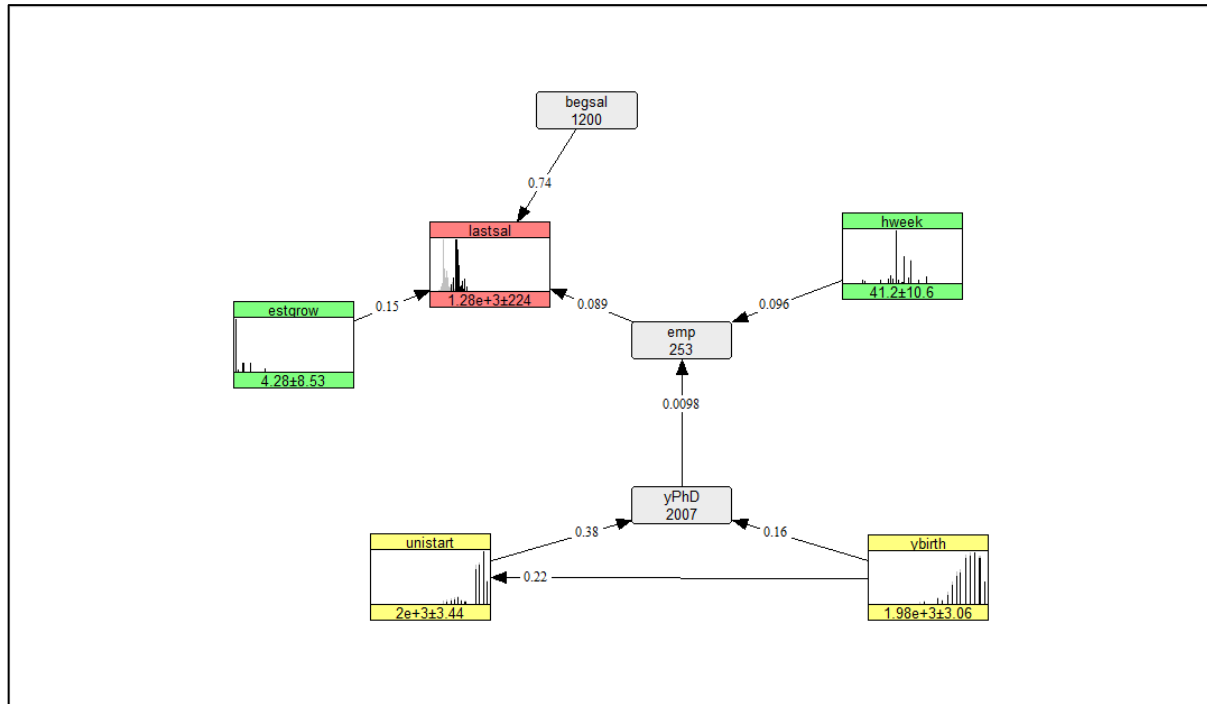 begsal
1200
0.74
lastsal
1.28e+3±224
hweek
41.2±10.6
0.15
0.089
0.096
estgrow
4.28±8.53
emp
253
0.0098
yPhD
2007
0.38
0.16
unistart
2e+3±3.44
0.22
ybirth
1.98e+3±3.06